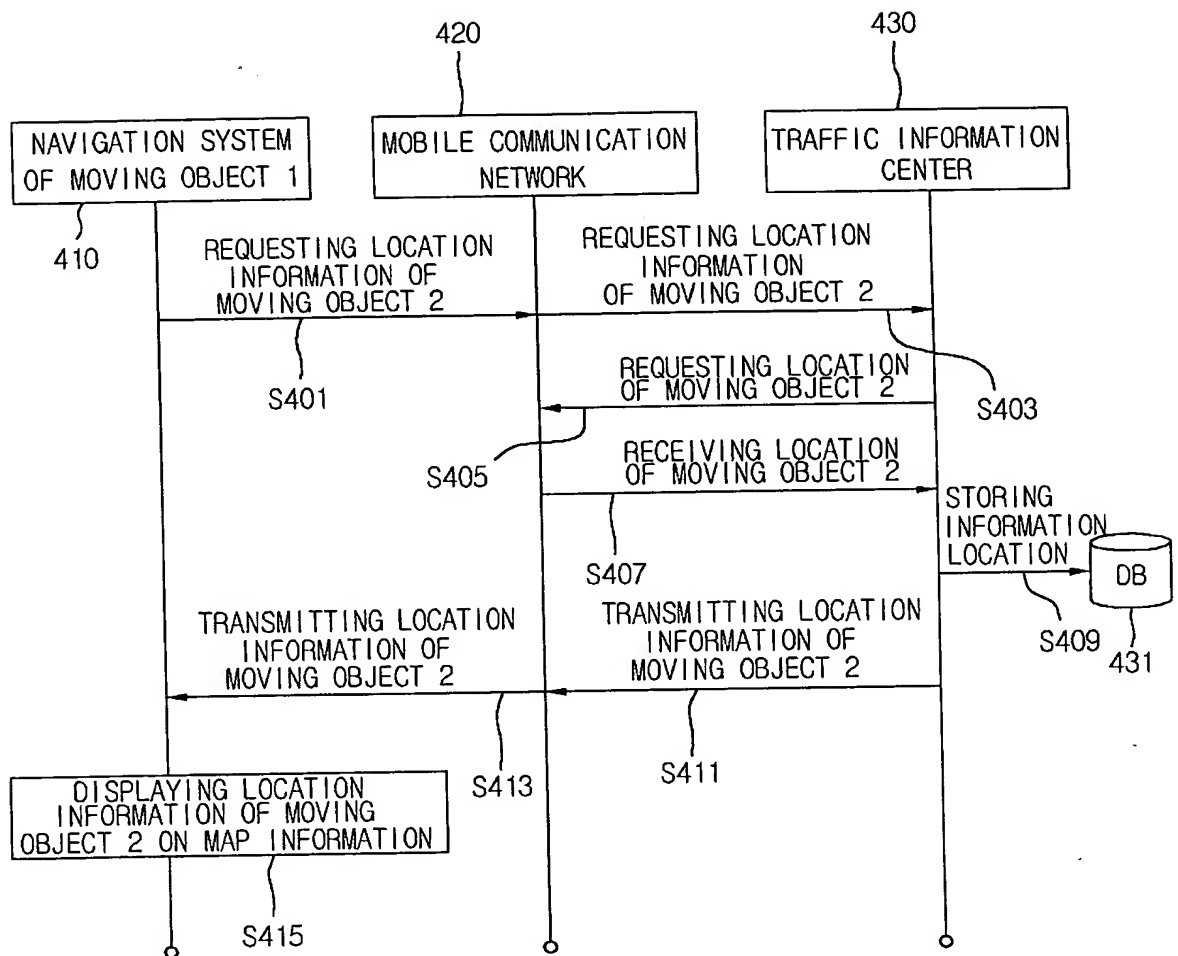 420
430
NAVIGATION SYSTEM
OF MOVING OBJECT 1
MOBILE COMMUNICATION
NETWORK
TRAFFIC INFORMATION
CENTER
410
REQUESTING LOCATION
INFORMATION OF
MOVING OBJECT 2
REQUESTING LOCATION
INFORMATION
OF MOVING OBJECT 2
S401
S403
REQUESTING LOCATION
OF MOVING OBJECT 2
S405
RECEIVING LOCATION
OF MOVING OBJECT 2
S407
STORING
INFORMATION
LOCATION
DB
S409
431
TRANSMITTING LOCATION
INFORMATION OF
MOVING OBJECT 2
TRANSMITTING LOCATION
INFORMATION OF
MOVING OBJECT 2
S413
S411
DISPLAYING LOCATION
INFORMATION OF MOVING
OBJECT 2 ON MAP INFORMATION
S415